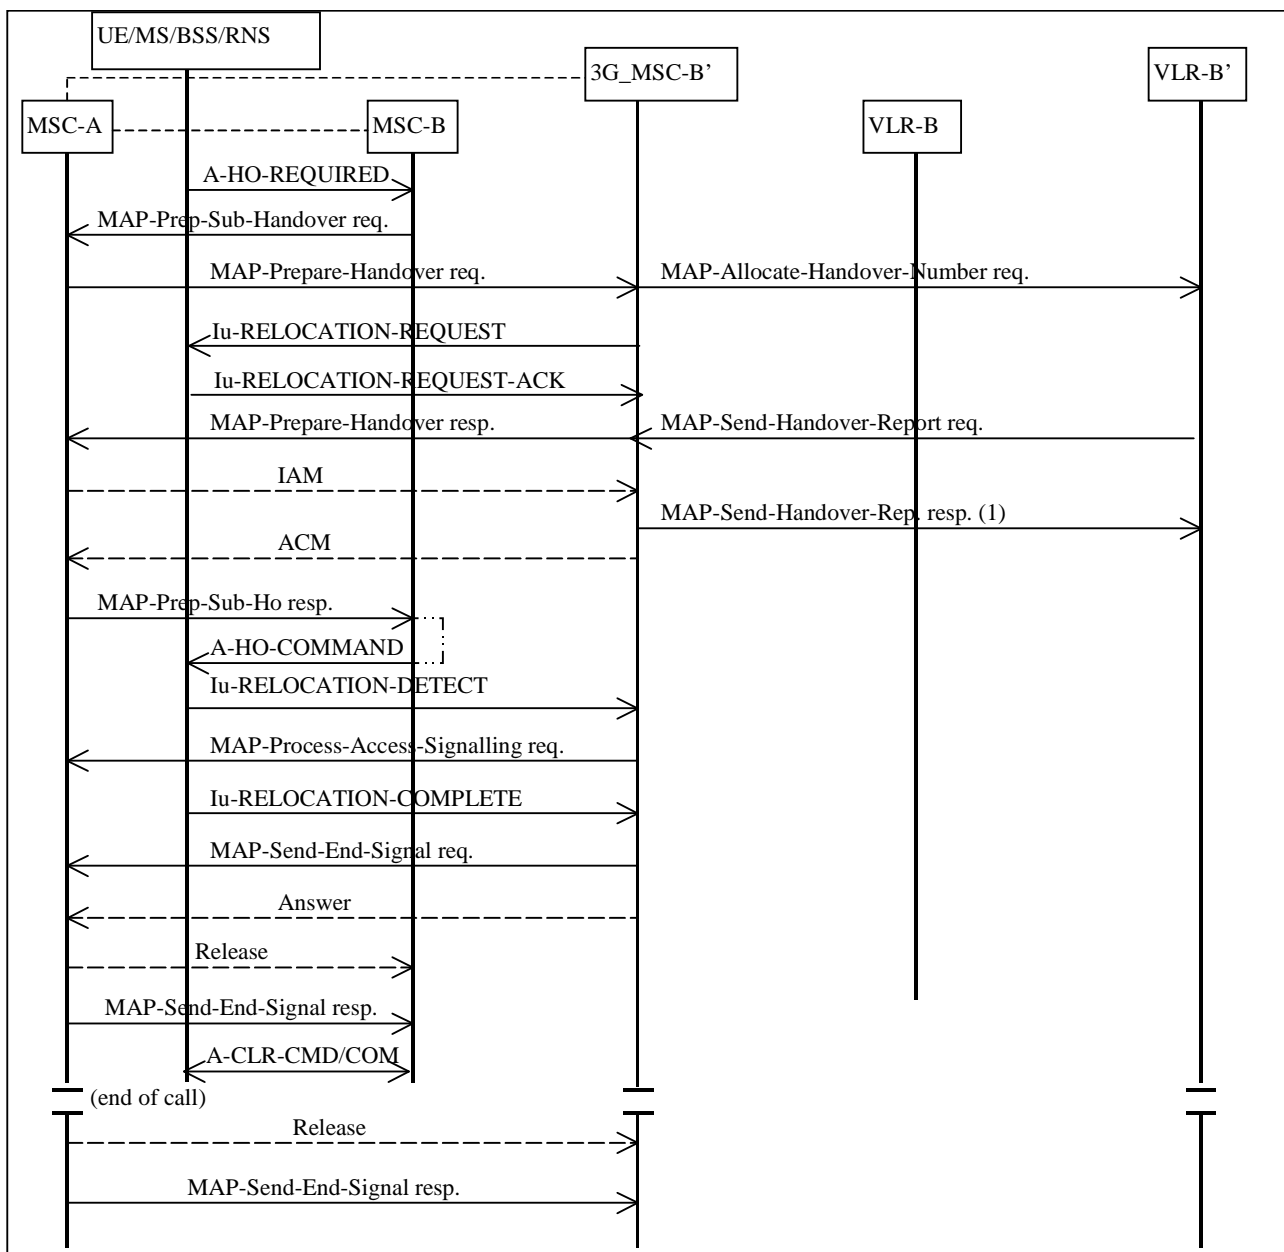 UE/MS/BSS/RNS
3G_MSC-B’
VLR-B’
MSC-A
MSC-B
VLR-B
A-HO-REQUIRED
MAP-Prep-Sub-Handover req.
MAP-Prepare-Handover req.
MAP-Allocate-Handover-Number req.
Iu-RELOCATION-REQUEST
Iu-RELOCATION-REQUEST-ACK
MAP-Prepare-Handover resp.
MAP-Send-Handover-Report req.
IAM
MAP-Send-Handover-Rep. resp. (1)
ACM
MAP-Prep-Sub-Ho resp.
A-HO-COMMAND
Iu-RELOCATION-DETECT
MAP-Process-Access-Signalling req.
Iu-RELOCATION-COMPLETE
MAP-Send-End-Signal req.
Answer
Release
MAP-Send-End-Signal resp.
A-CLR-CMD/COM
(end of call)
Release
MAP-Send-End-Signal resp.